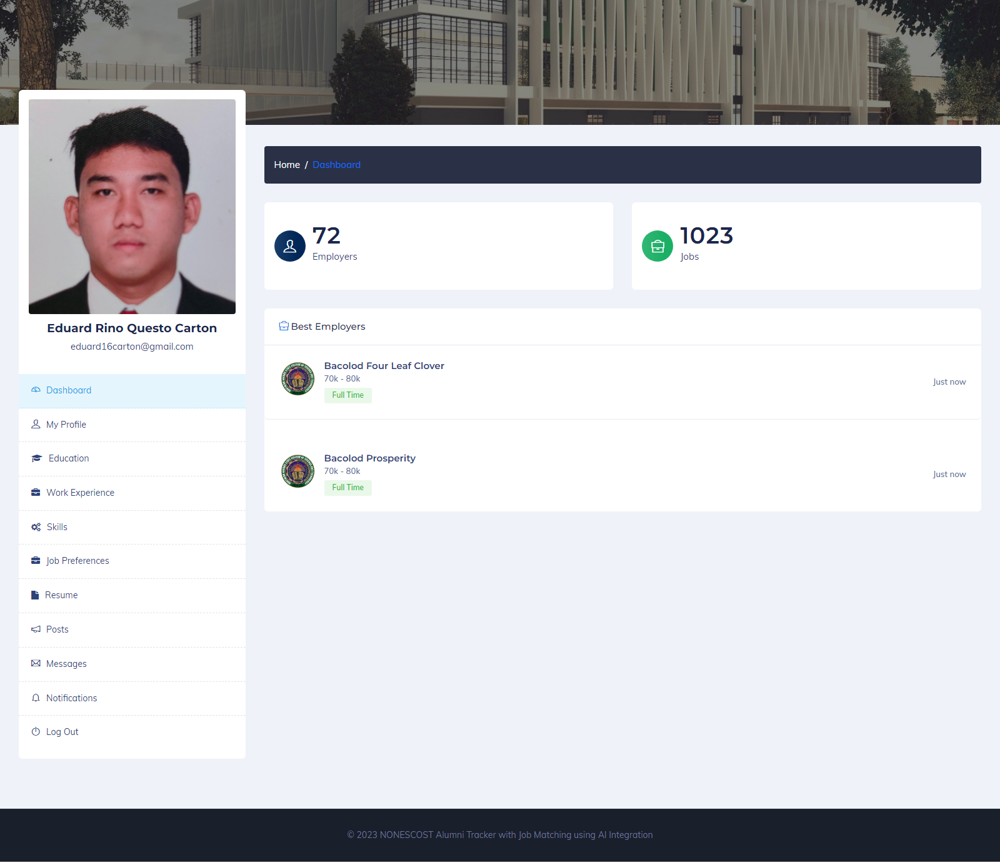 Eduard Rino Questo Carton
eduard16carton@gmail.com
Dashboard
My Profile
Education
Work Experience
Skills
Job Preferences
Resume
Posts
Messages
Notifications
Log Out
Home / Dashboard
72
Employers
1023
Jobs
Best Employers
Bacolod Four Leaf Clover
70k - 80k
Full Time
Just now
Bacolod Prosperity
70k - 80k
Full Time
Just now
© 2023 NONESCOST Alumni Tracker with Job Matching using AI Integration